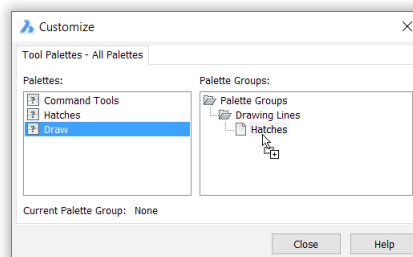 Customize
Tool Palettes - All Palettes
Palettes:
Palette Groups:
Command Tools
Hatches
Draw
Palette Groups
Drawing Lines
Hatches
Current Palette Group: None
Close
Help